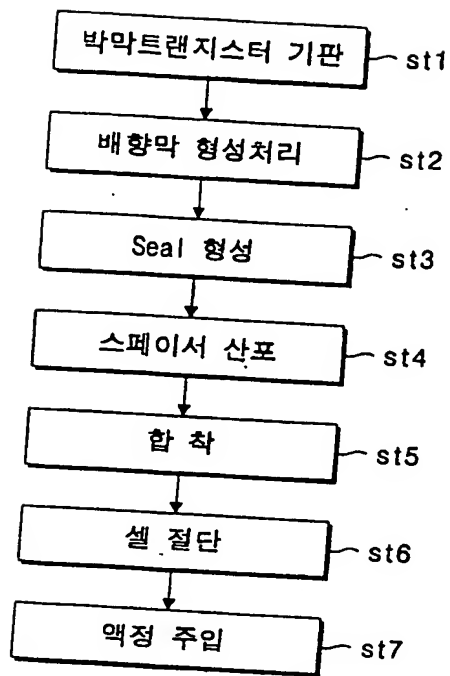 박막트랜지스터 기판 st1
배향막 형성처리 st2
Seal 형성 st3
스페이서 산포 st4
합 착 st5
셀 절단 st6
액정 주입 st7